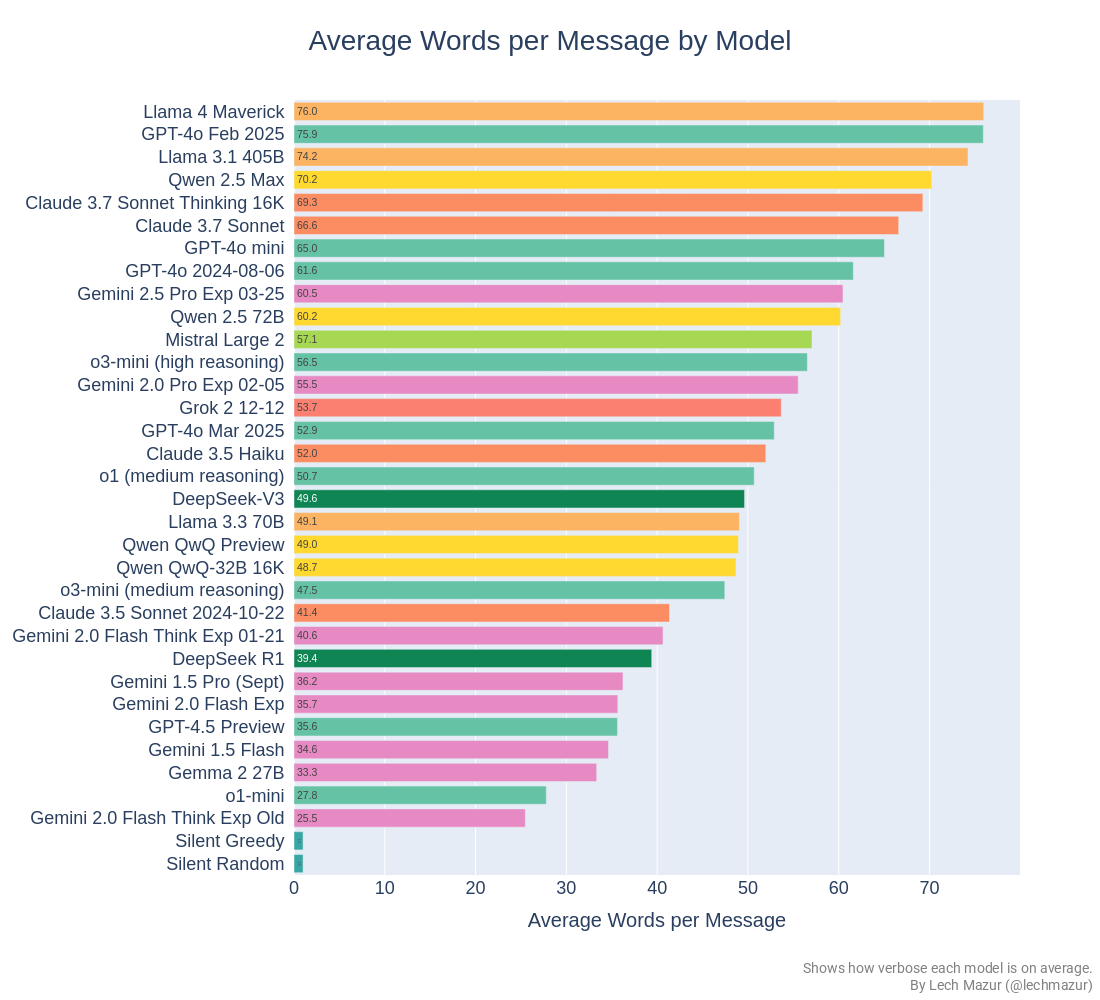 Average Words per Message by Model
Llama 4 Maverick 76.0
GPT-4o Feb 2025 75.9
Llama 3.1 405B 74.2
Qwen 2.5 Max 70.2
Claude 3.7 Sonnet Thinking 16K 69.3
Claude 3.7 Sonnet 66.6
GPT-4o mini 65.0
GPT-4o 2024-08-06 61.6
Gemini 2.5 Pro Exp 03-25 60.5
Qwen 2.5 72B 60.2
Mistral Large 2 57.1
o3-mini (high reasoning) 56.5
Gemini 2.0 Pro Exp 02-05 55.5
Grok 2 12-12 53.7
GPT-4o Mar 2025 52.9
Claude 3.5 Haiku 52.0
o1 (medium reasoning) 50.7
DeepSeek-V3 49.6
Llama 3.3 70B 49.1
Qwen QwQ Preview 49.0
Qwen QwQ-32B 16K 48.7
o3-mini (medium reasoning) 47.5
Claude 3.5 Sonnet 2024-10-22 41.4
Gemini 2.0 Flash Think Exp 01-21 40.6
DeepSeek R1 39.4
Gemini 1.5 Pro (Sept) 36.2
Gemini 2.0 Flash Exp 35.7
GPT-4.5 Preview 35.6
Gemini 1.5 Flash 34.6
Gemma 2 27B 33.3
o1-mini 27.8
Gemini 2.0 Flash Think Exp Old 25.5
Silent Greedy
Silent Random
0 10 20 30 40 50 60 70
Average Words per Message
Shows how verbose each model is on average.
By Lech Mazur (@lechmazur)